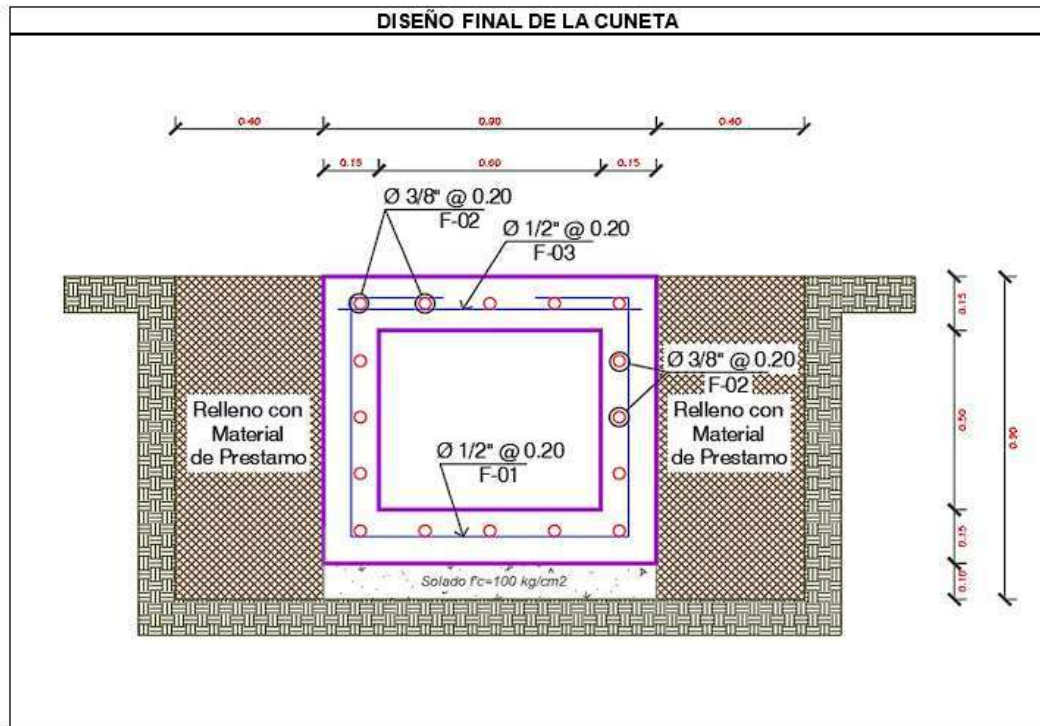 DISEÑO FINAL DE LA CUNETA
0.40
0.90
0.40
0.15
0.60
0.15
Ø 3/8" @ 0.20
F-02
Ø 1/2" @ 0.20
F-03
0.15
Ø 3/8" @ 0.20
F-02
Relleno con
Material
de Prestamo
Relleno con
Material
de Prestamo
0.50
0.90
Ø 1/2" @ 0.20
F-01
0.15
Solado f'c=100 kg/cm2
0.10